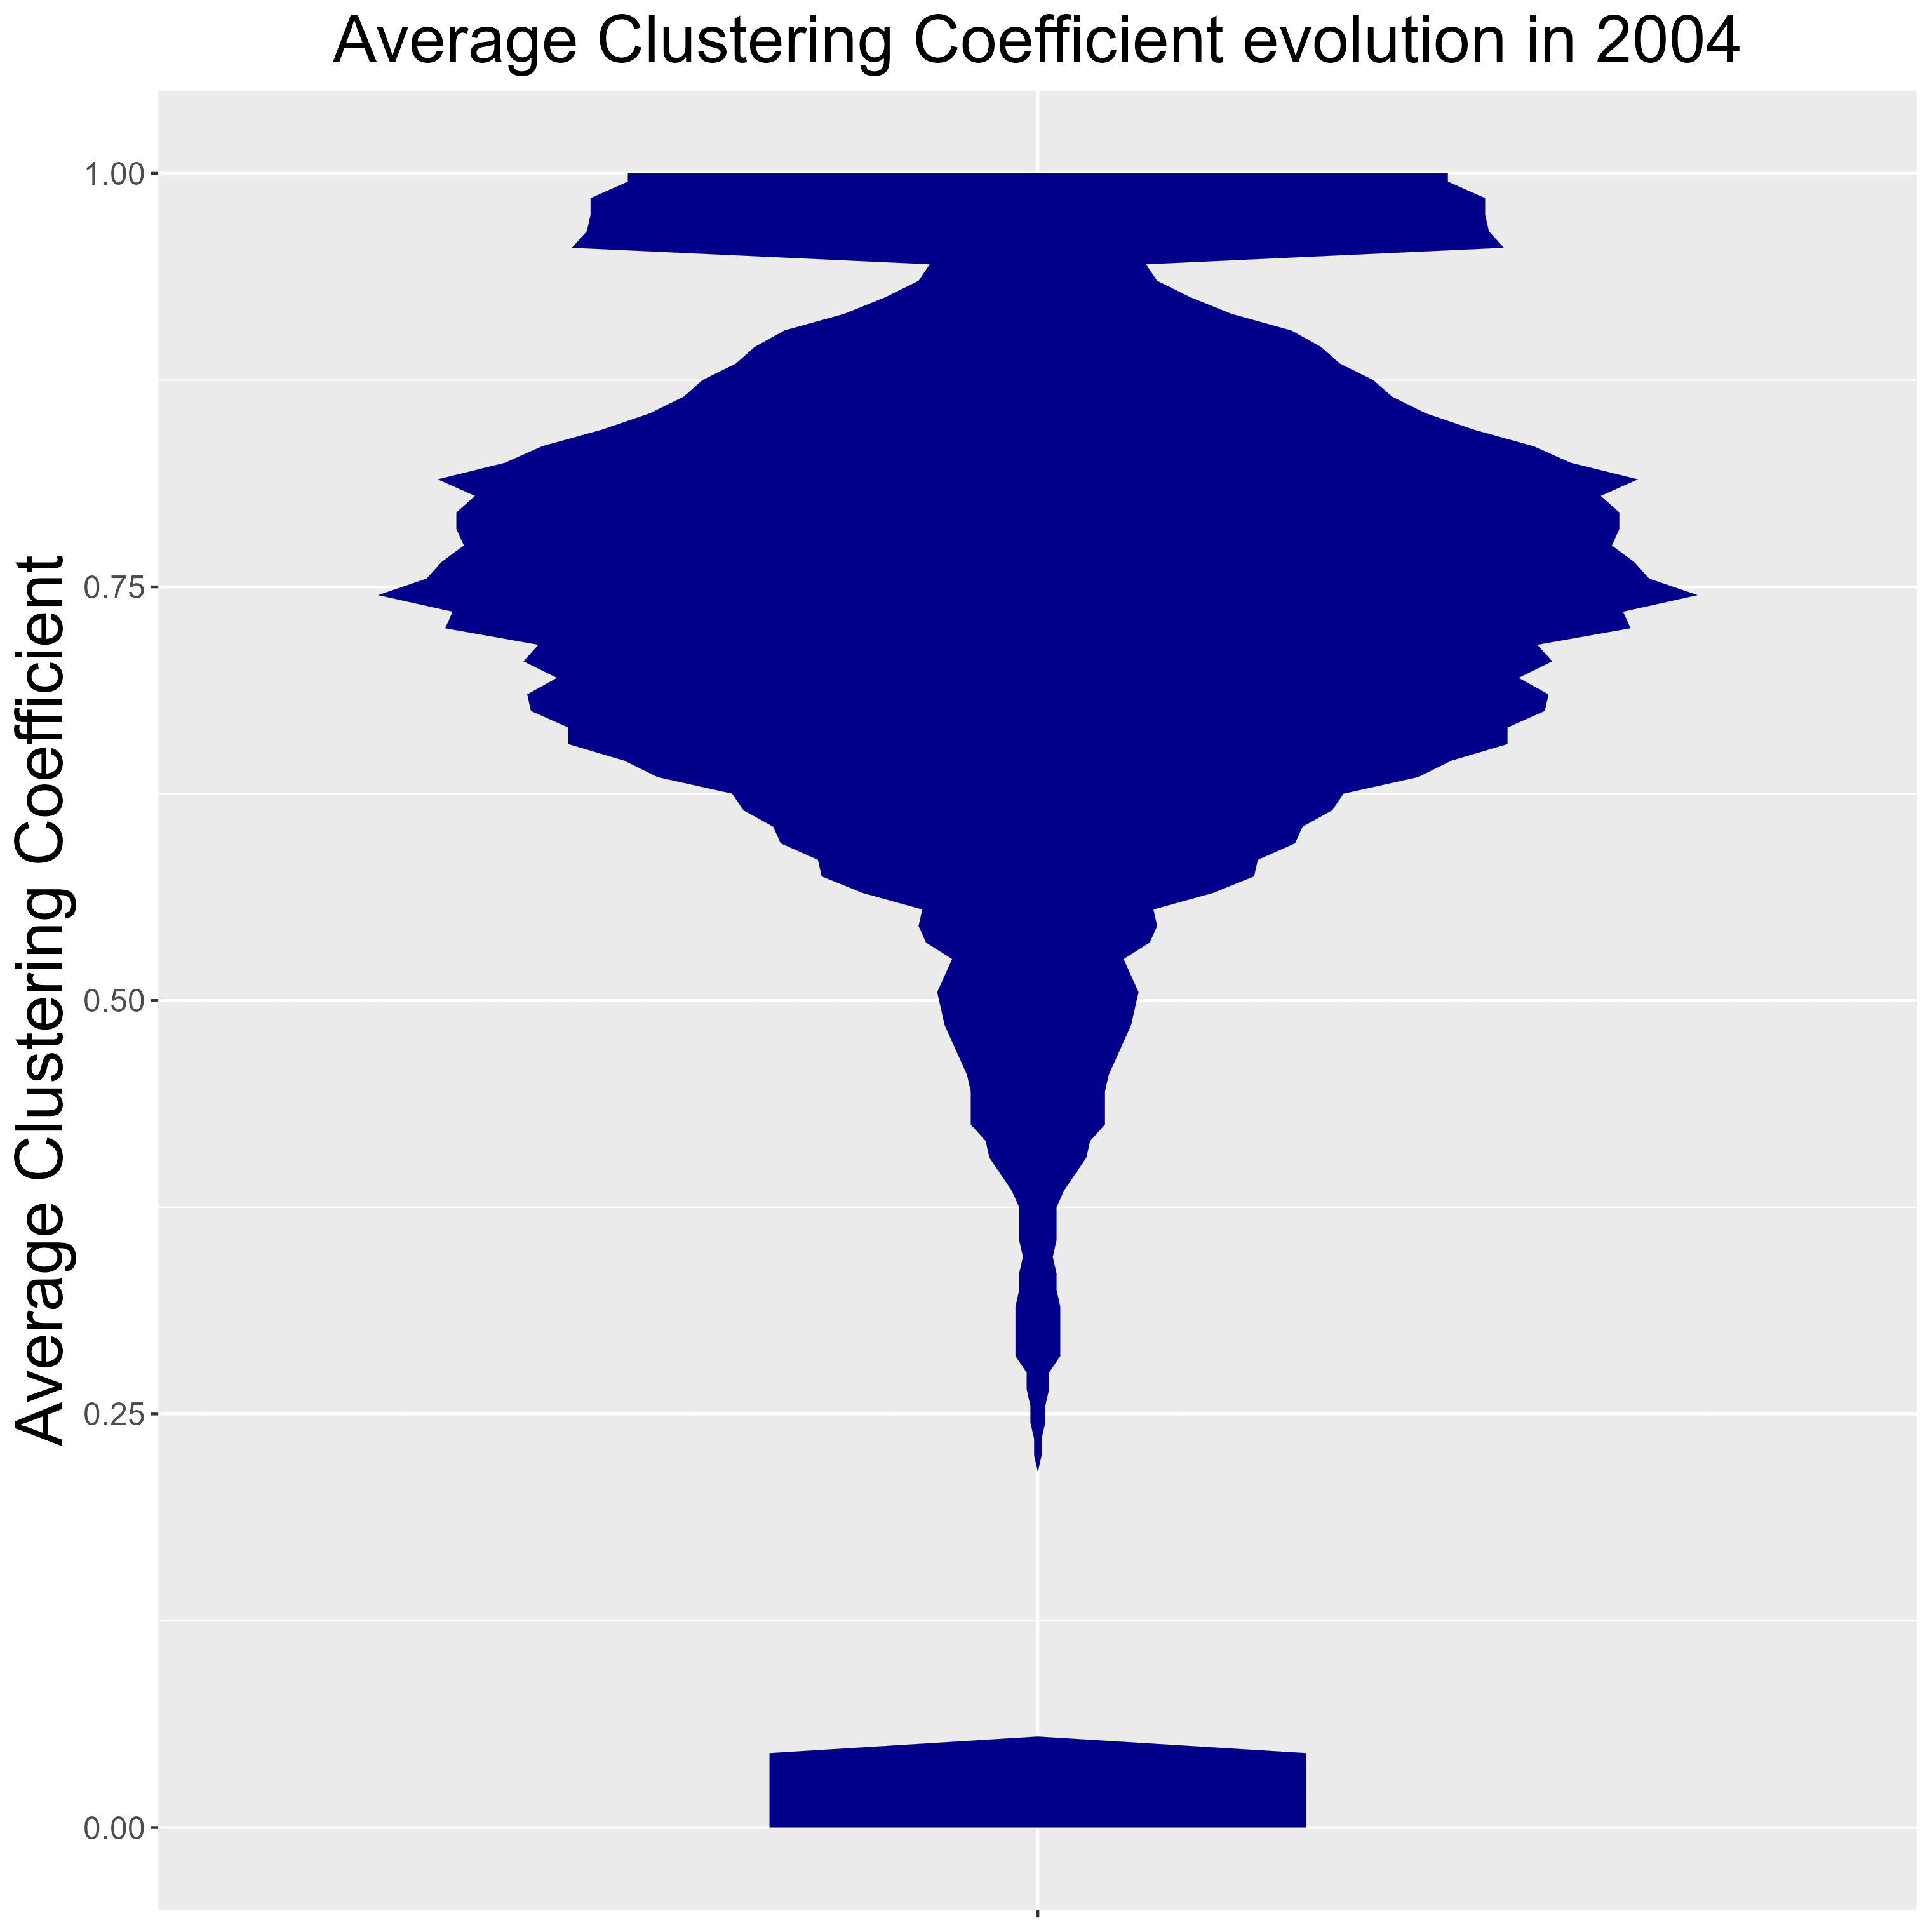 Average Clustering Coefficient evolution in 2004
Average Clustering Coefficient
1.00
0.75
0.50
0.25
0.00